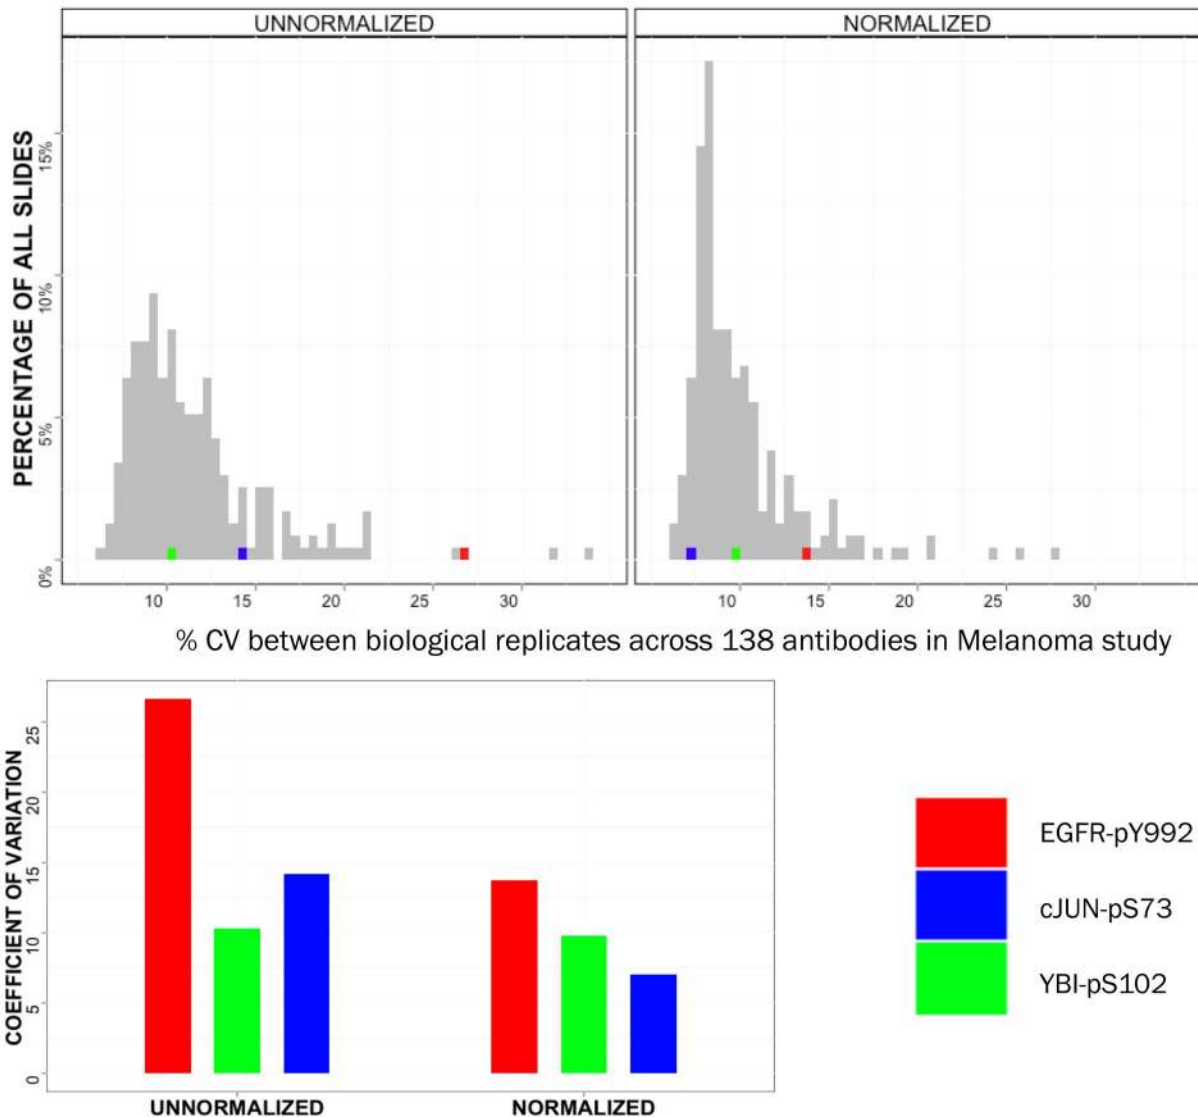 UNNORMALIZED
NORMALIZED
PERCENTAGE OF ALL SLIDES
15%
10%
5%
0%
10 15 20 25 30
10 15 20 25 30
% CV between biological replicates across 138 antibodies in Melanoma study
COEFFICIENT OF VARIATION
25
20
15
10
5
0
UNNORMALIZED
NORMALIZED
EGFR-pY992
cJUN-pS73
YBI-pS102